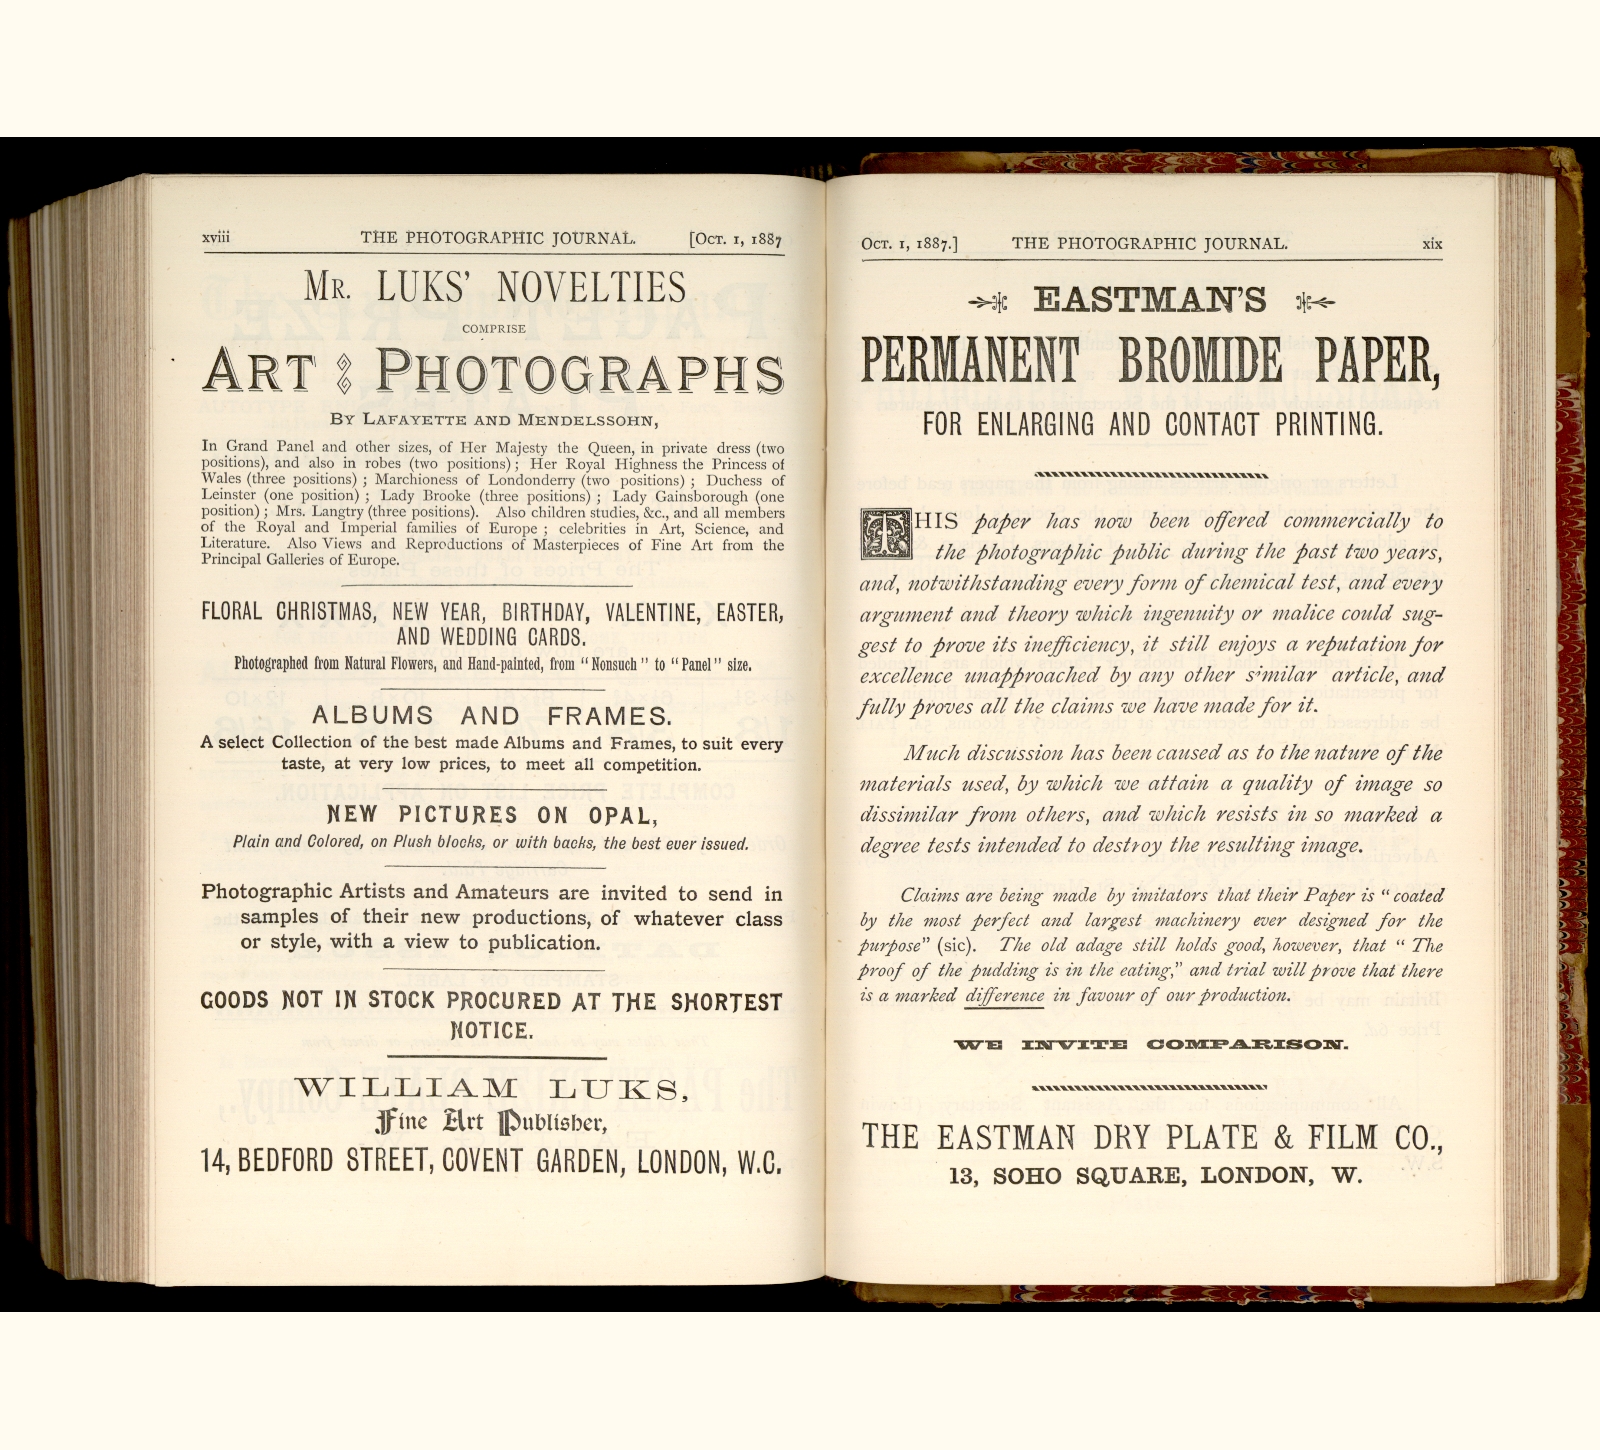 xviii THE PHOTOGRAPHIC JOURNAL. [OCT. 1, 1887
MR. LUKS' NOVELTIES
COMPRISE
ART PHOTOGRAPHS
BY LAFAYETTE AND MENDELSSOHN,
In Grand Panel and other sizes, of Her Majesty the Queen, in private dress (two
positions), and also in robes (two positions); Her Royal Highness the Princess of
Wales (three positions); Marchioness of Londonderry (two positions); Duchess of
Leinster (one position); Lady Brooke (three positions); Lady Gainsborough (one
position); Mrs. Langtry (three positions). Also children studies, &c., and all members
of the Royal and Imperial families of Europe; celebrities in Art, Science, and
Literature. Also Views and Reproductions of Masterpieces of Fine Art from the
Principal Galleries of Europe.
FLORAL CHRISTMAS, NEW YEAR, BIRTHDAY, VALENTINE, EASTER,
AND WEDDING CARDS.
Photographed from Natural Flowers, and Hand-painted, from "Nonsuch" to "Panel" size.
ALBUMS AND FRAMES.
A select Collection of the best made Albums and Frames, to suit every
taste, at very low prices, to meet all competition.
NEW PICTURES ON OPAL,
Plain and Colored, on Plush blocks, or with backs, the best ever issued.
Photographic Artists and Amateurs are invited to send in
samples of their new productions, of whatever class
or style, with a view to publication.
GOODS NOT IN STOCK PROCURED AT THE SHORTEST
NOTICE.
WILLIAM LUKS,
Fine Art Publisher,
14, BEDFORD STREET, COVENT GARDEN, LONDON, W.C.
OCT. 1, 1887.] THE PHOTOGRAPHIC JOURNAL. xix
EASTMAN'S
PERMANENT BROMIDE PAPER,
FOR ENLARGING AND CONTACT PRINTING.
THIS paper has now been offered commercially to
the photographic public during the past two years,
and, notwithstanding every form of chemical test, and every
argument and theory which ingenuity or malice could sug-
gest to prove its inefficiency, it still enjoys a reputation for
excellence unapproached by any other similar article, and
fully proves all the claims we have made for it.
Much discussion has been caused as to the nature of the
materials used, by which we attain a quality of image so
dissimilar from others, and which resists in so marked a
degree tests intended to destroy the resulting image.
Claims are being made by imitators that their Paper is "coated
by the most perfect and largest machinery ever designed for the
purpose" (sic). The old adage still holds good, however, that "The
proof of the pudding is in the eating," and trial will prove that there
is a marked difference in favour of our production.
WE INVITE COMPARISON.
THE EASTMAN DRY PLATE & FILM CO.,
13, SOHO SQUARE, LONDON, W.